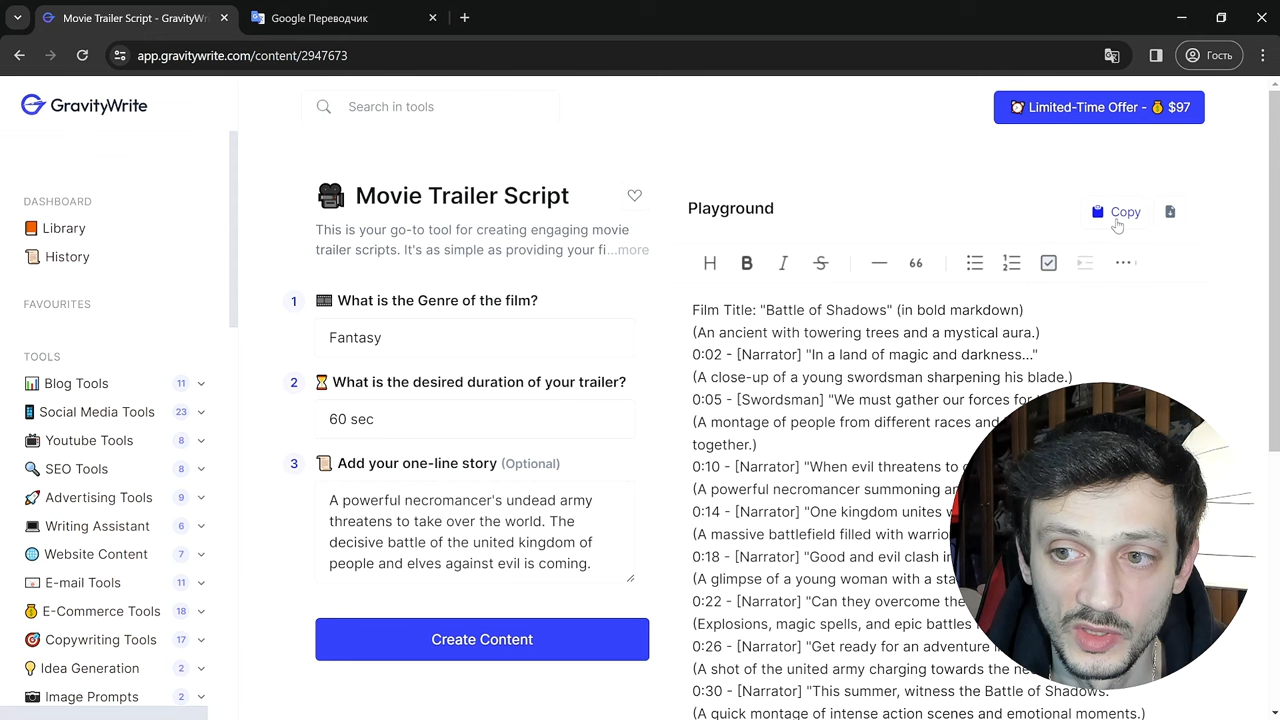 Movie Trailer Script - GravityWri
Google Переводчик
app.gravitywrite.com/content/2947673
Гость
GravityWrite
Search in tools
Limited-Time Offer - $97
DASHBOARD
Library
History
FAVOURITES
TOOLS
Blog Tools 11
Social Media Tools 23
Youtube Tools 8
SEO Tools 8
Advertising Tools 9
Writing Assistant 6
Website Content 7
E-mail Tools 11
E-Commerce Tools 18
Copywriting Tools 17
Idea Generation 2
Image Prompts 2
Movie Trailer Script
This is your go-to tool for creating engaging movie
trailer scripts. It's as simple as providing your fi...more
1 What is the Genre of the film?
Fantasy
2 What is the desired duration of your trailer?
60 sec
3 Add your one-line story (Optional)
A powerful necromancer's undead army
threatens to take over the world. The
decisive battle of the united kingdom of
people and elves against evil is coming.
Create Content
Playground
Copy
H B I S 66
Film Title: "Battle of Shadows" (in bold markdown)
(An ancient with towering trees and a mystical aura.)
0:02 - [Narrator] "In a land of magic and darkness..."
(A close-up of a young swordsman sharpening his blade.)
0:05 - [Swordsman] "We must gather our forces for
(A montage of people from different races and
together.)
0:10 - [Narrator] "When evil threatens to
(A powerful necromancer summoning
0:14 - [Narrator] "One kingdom unites
(A massive battlefield filled with
0:18 - [Narrator] "Good and evil clash
(A glimpse of a young woman with a
0:22 - [Narrator] "Can they overcome
(Explosions, magic spells, and epic battles
0:26 - [Narrator] "Get ready for an adventure
(A shot of the united army charging towards the
0:30 - [Narrator] "This summer, witness the Battle of Shadows.
(A quick montage of intense action scenes and emotional moments.)